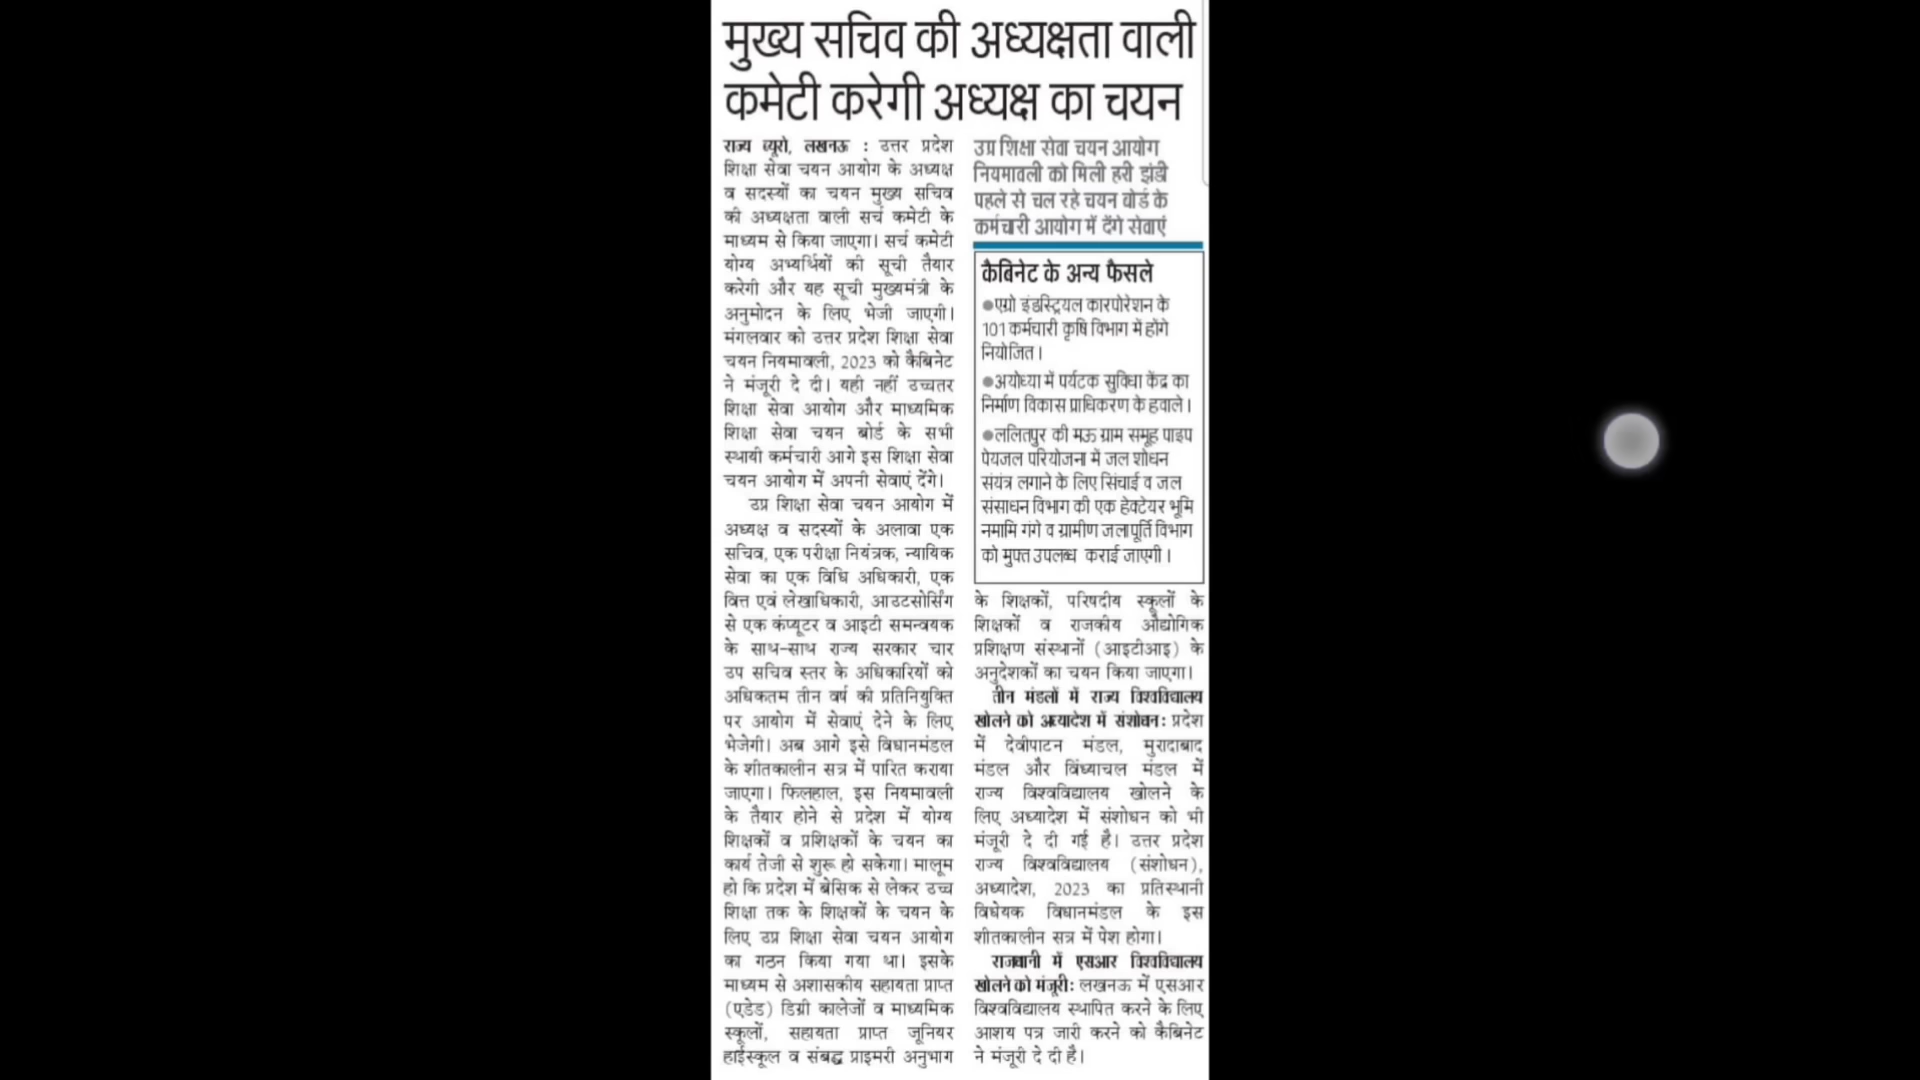 मुख्य सचिव की अध्यक्षता वाली
कमेटी करेगी अध्यक्ष का चयन
राज्य ब्यूरो, लखनऊ : उत्तर प्रदेश
शिक्षा सेवा चयन आयोग के अध्यक्ष
व सदस्यों का चयन मुख्य सचिव
की अध्यक्षता वाली सर्च कमेटी के
माध्यम से किया जाएगा। सर्च कमेटी
योग्य अभ्यर्थियों की सूची तैयार
करेगी और यह सूची मुख्यमंत्री के
अनुमोदन के लिए भेजी जाएगी।
मंगलवार को उत्तर प्रदेश शिक्षा सेवा
चयन नियमावली, 2023 को कैबिनेट
ने मंजूरी दे दी। यही नहीं उच्चतर
शिक्षा सेवा आयोग और माध्यमिक
शिक्षा सेवा चयन बोर्ड के सभी
स्थायी कर्मचारी आगे इस शिक्षा सेवा
चयन आयोग में अपनी सेवाएं देंगे।
उप्र शिक्षा सेवा चयन आयोग में
अध्यक्ष व सदस्यों के अलावा एक
सचिव, एक परीक्षा नियंत्रक, न्यायिक
सेवा का एक विधि अधिकारी, एक
वित्त एवं लेखाधिकारी, आउटसोर्सिंग
से एक कंप्यूटर व आइटी समन्वयक
के साथ-साथ राज्य सरकार चार
उप सचिव स्तर के अधिकारियों को
अधिकतम तीन वर्ष की प्रतिनियुक्ति
पर आयोग में सेवाएं देने के लिए
भेजेगी। अब आगे इसे विधानमंडल
के शीतकालीन सत्र में पारित कराया
जाएगा। फिलहाल, इस नियमावली
के तैयार होने से प्रदेश में योग्य
शिक्षकों व प्रशिक्षकों के चयन का
कार्य तेजी से शुरू हो सकेगा। मालूम
हो कि प्रदेश में बेसिक से लेकर उच्च
शिक्षा तक के शिक्षकों के चयन के
लिए उप्र शिक्षा सेवा चयन आयोग
का गठन किया गया था। इसके
माध्यम से अशासकीय सहायता प्राप्त
(एडेड) डिग्री कालेजों व माध्यमिक
स्कूलों, सहायता प्राप्त जूनियर
हाईस्कूल व संबद्ध प्राइमरी अनुभाग
उप्र शिक्षा सेवा चयन आयोग
नियमावली को मिली हरी झंडी
पहले से चल रहे चयन बोर्ड के
कर्मचारी आयोग में देंगे सेवाएं
कैबिनेट के अन्य फैसले
●एग्रो इंडस्ट्रियल कारपोरेशन के
101 कर्मचारी कृषि विभाग में होंगे
नियोजित।
●अयोध्या में पर्यटक सुविधा केंद्र का
निर्माण विकास प्राधिकरण के हवाले।
●ललितपुर की मऊ ग्राम समूह पाइप
पेयजल परियोजना में जल शोधन
संयंत्र लगाने के लिए सिंचाई व जल
संसाधन विभाग की एक हेक्टेयर भूमि
नमामि गंगे व ग्रामीण जलापूर्ति विभाग
को मुफ्त उपलब्ध कराई जाएगी।
के शिक्षकों, परिषदीय स्कूलों के
शिक्षकों व राजकीय औद्योगिक
प्रशिक्षण संस्थानों (आइटीआइ) के
अनुदेशकों का चयन किया जाएगा।
तीन मंडलों में राज्य विश्वविद्यालय
खोलने को अध्यादेश में संशोधन: प्रदेश
में देवीपाटन मंडल, मुरादाबाद
मंडल और विंध्याचल मंडल में
राज्य विश्वविद्यालय खोलने के
लिए अध्यादेश में संशोधन को भी
मंजूरी दे दी गई है। उत्तर प्रदेश
राज्य विश्वविद्यालय (संशोधन),
अध्यादेश, 2023 का प्रतिस्थानी
विधेयक विधानमंडल के इस
शीतकालीन सत्र में पेश होगा।
राजधानी में एसआर विश्वविद्यालय
खोलने को मंजूरी: लखनऊ में एसआर
विश्वविद्यालय स्थापित करने के लिए
आशय पत्र जारी करने को कैबिनेट
ने मंजूरी दे दी है।